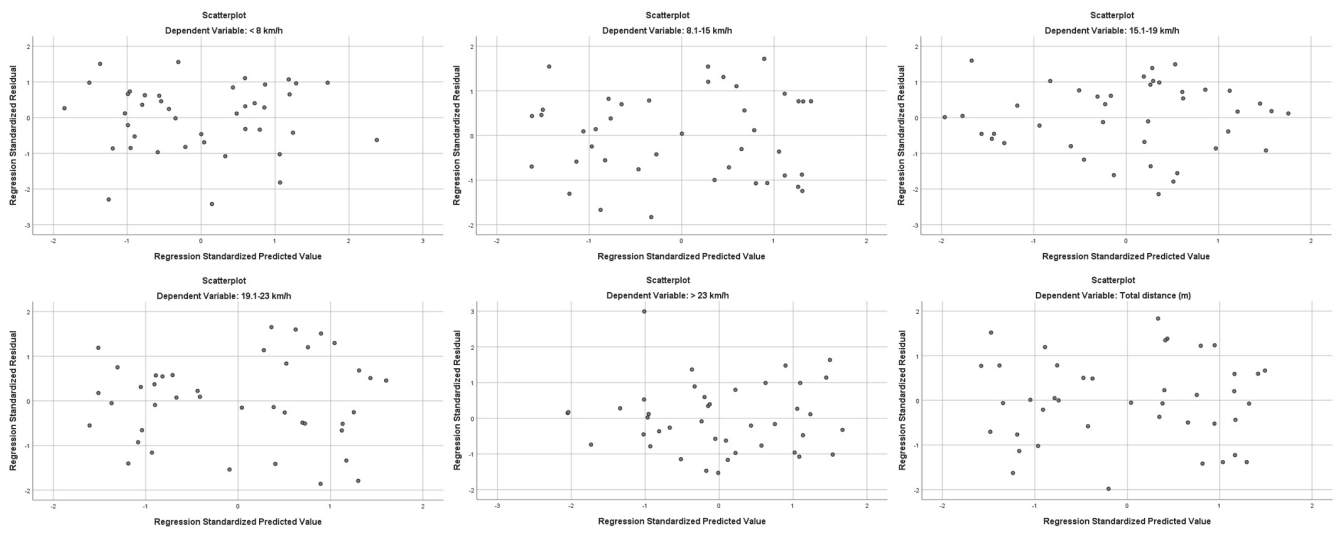 Scatterplot
Dependent Variable: < 8 km/h
2
1
0
-1
-2
-3
Regression Standardized Residual
-2
-1
0
1
2
3
Regression Standardized Predicted Value
Scatterplot
Dependent Variable: 8.1-15 km/h
2
1
0
-1
-2
Regression Standardized Residual
-2
-1
0
1
2
Regression Standardized Predicted Value
Scatterplot
Dependent Variable: 15.1-19 km/h
2
1
0
-1
-2
-3
Regression Standardized Residual
-2
-1
0
1
2
Regression Standardized Predicted Value
Scatterplot
Dependent Variable: 19.1-23 km/h
2
1
0
-1
-2
Regression Standardized Residual
-2
-1
0
1
2
Regression Standardized Predicted Value
Scatterplot
Dependent Variable: > 23 km/h
3
2
1
0
-1
-2
Regression Standardized Residual
-3
-2
-1
0
1
2
Regression Standardized Predicted Value
Scatterplot
Dependent Variable: Total distance (m)
2
1
0
-1
-2
Regression Standardized Residual
-2
-1
0
1
2
Regression Standardized Predicted Value